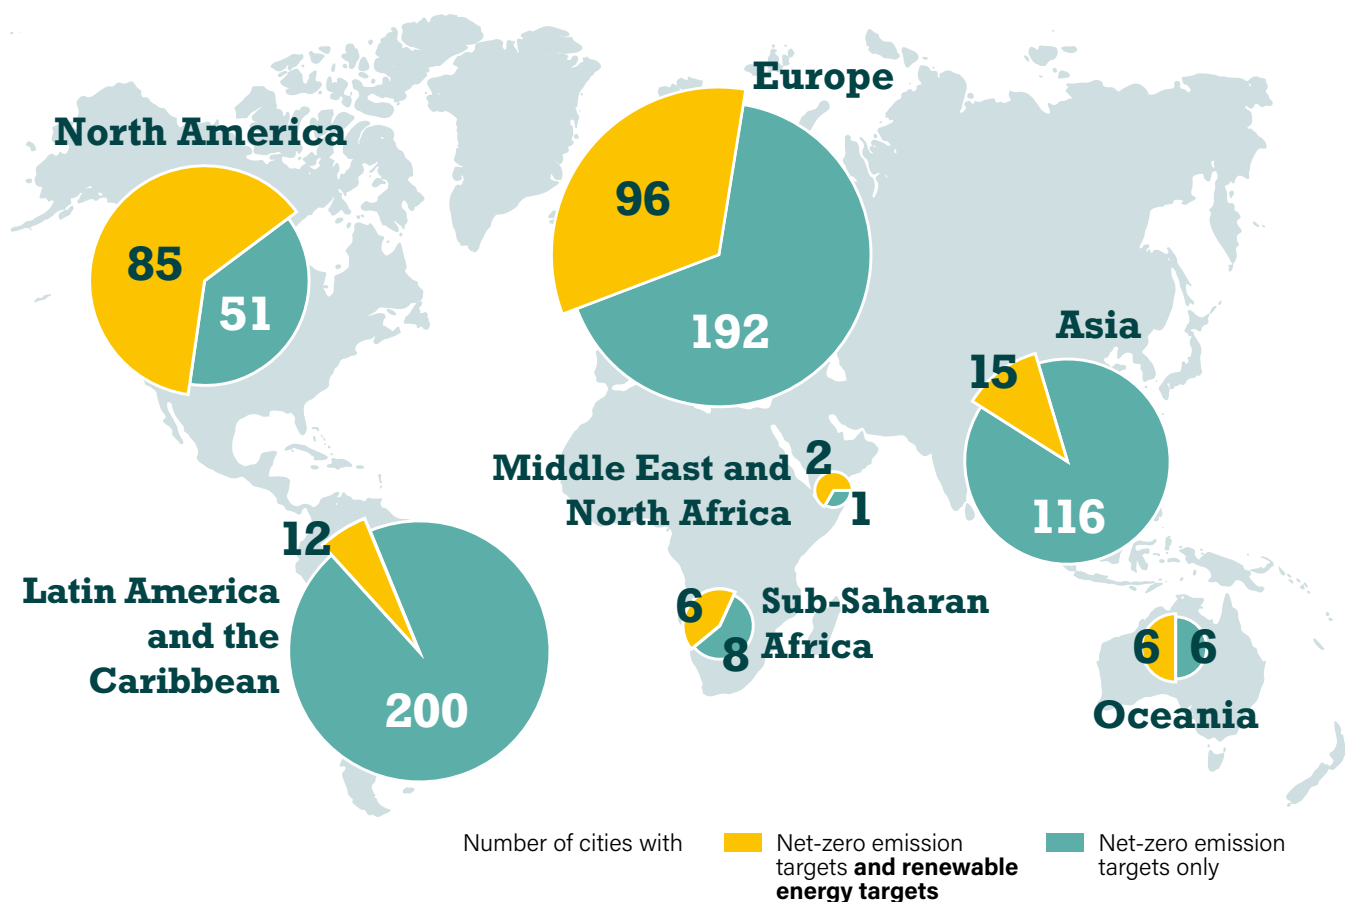 Europe
96
192
North America
85
51
Asia
15
116
Middle East and
North Africa
2
1
12
Latin America
and the
Caribbean
200
Sub-Saharan
Africa
6
8
6
6
Oceania
Number of cities with
Net-zero emission
targets and renewable
energy targets
Net-zero emission
targets only